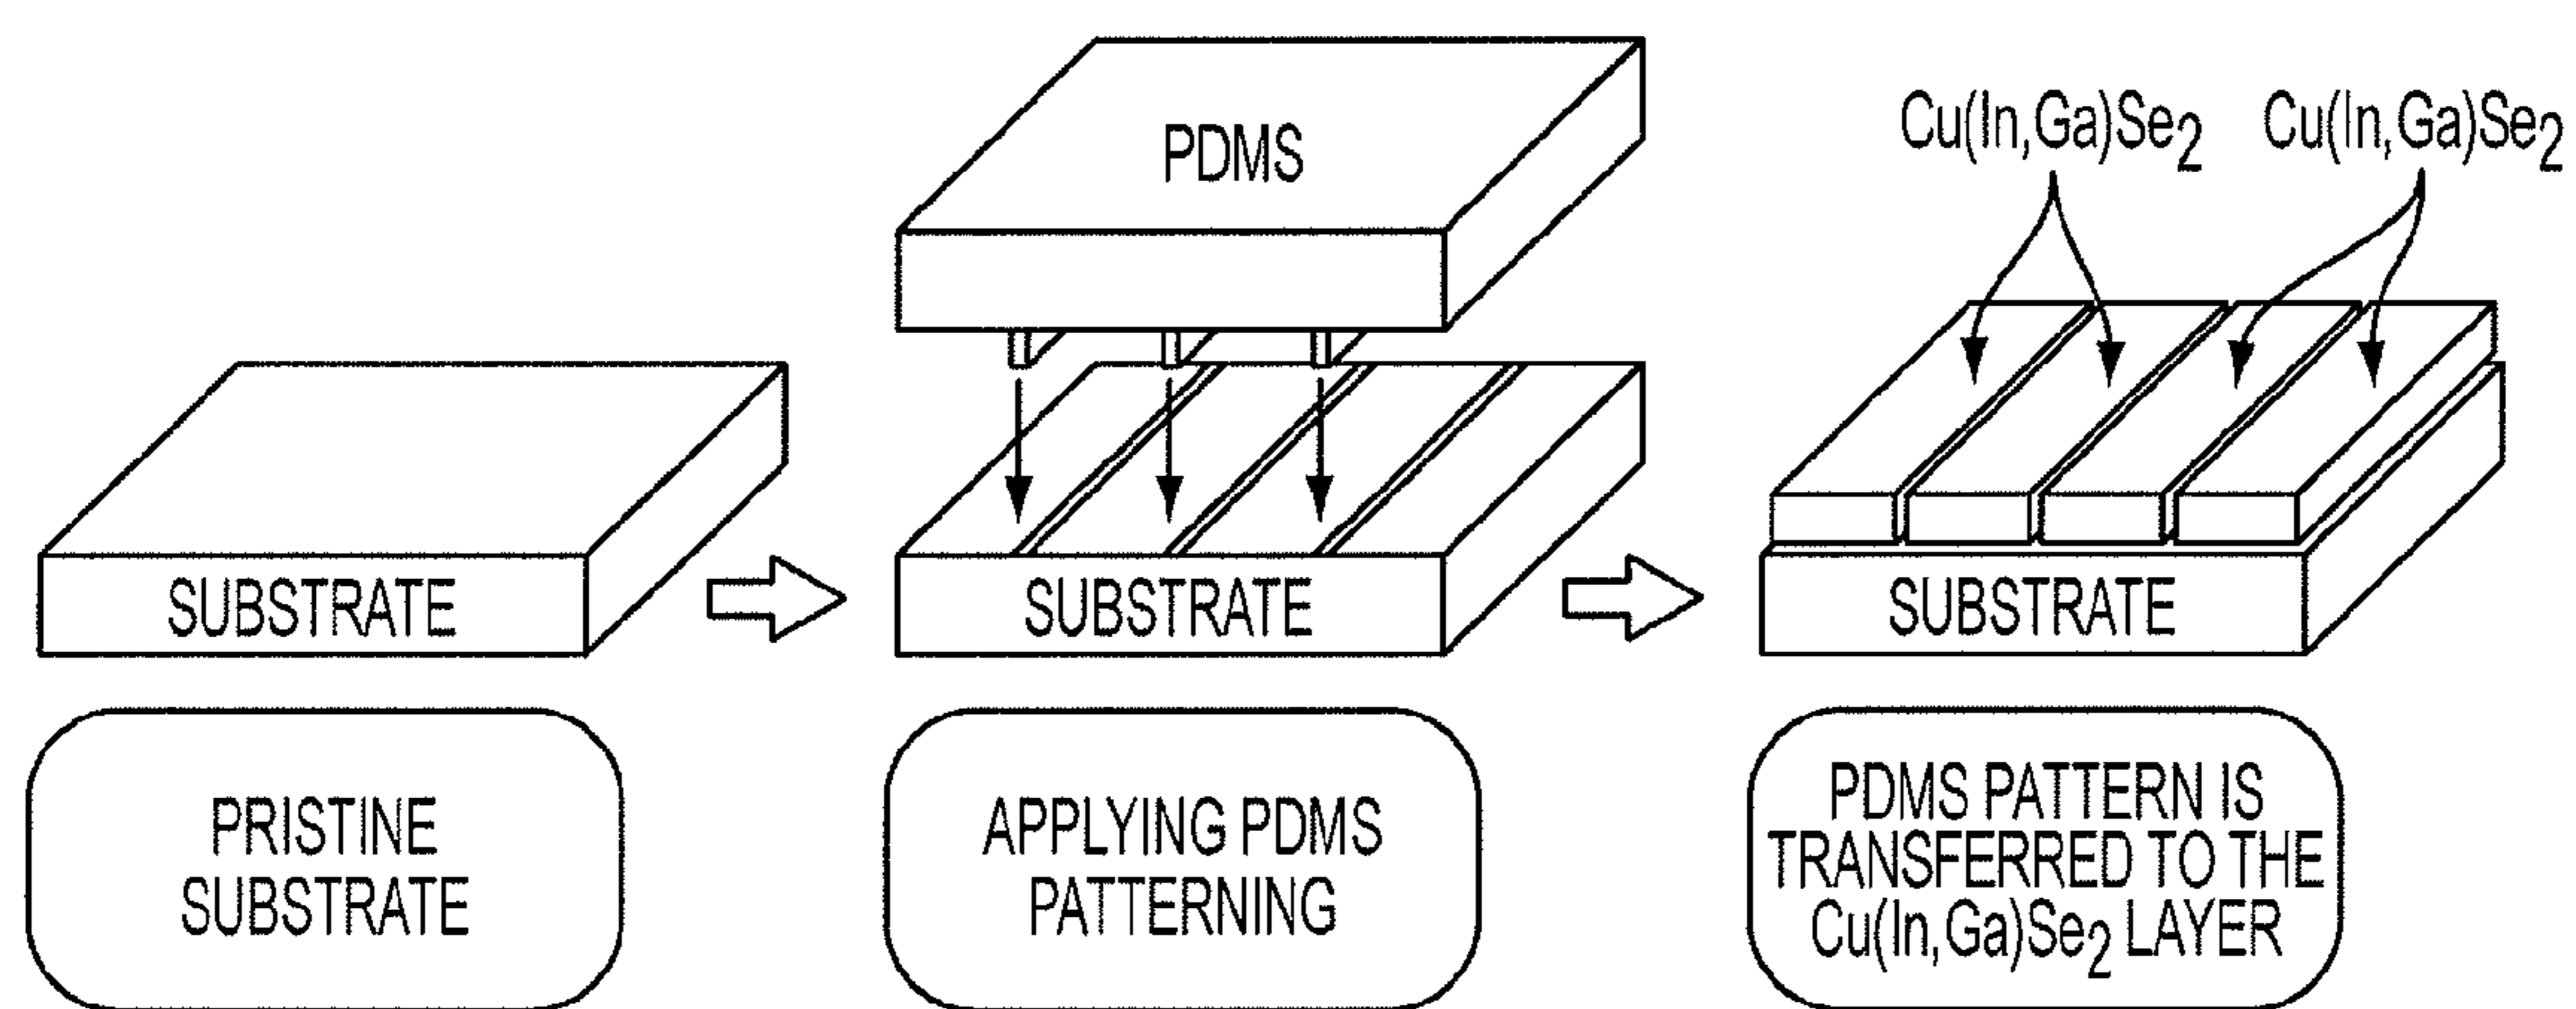 PDMS
Cu(In,Ga)Se2 Cu(In,Ga)Se2
SUBSTRATE
SUBSTRATE
SUBSTRATE
PRISTINE
SUBSTRATE
APPLYING PDMS
PATTERNING
PDMS PATTERN IS
TRANSFERRED TO THE
Cu(In,Ga)Se2 LAYER